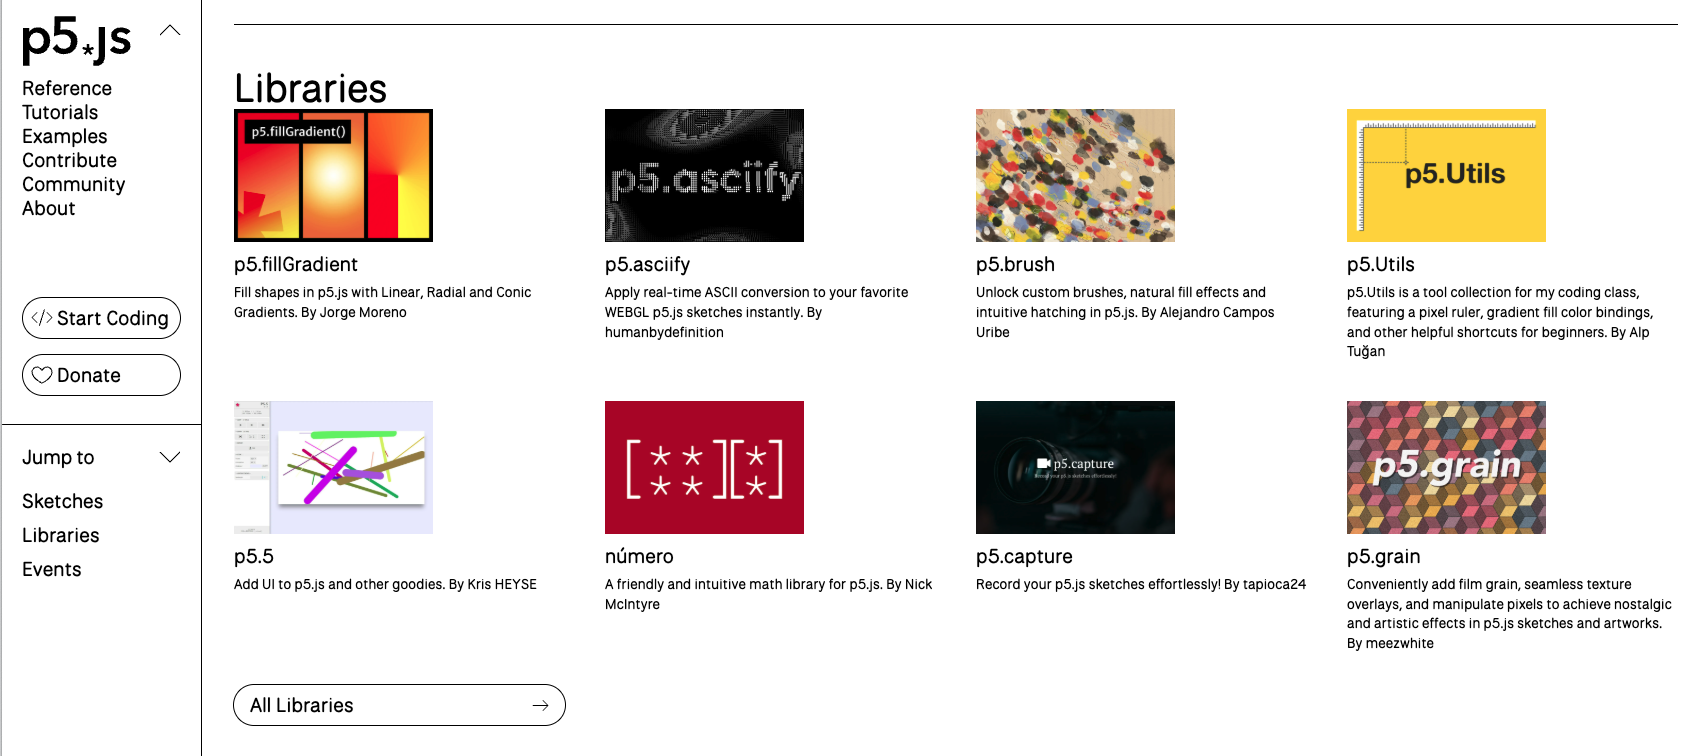 p5.js
Reference
Tutorials
Examples
Contribute
Community
About
</> Start Coding
Donate
Jump to
Sketches
Libraries
Events
Libraries
p5.fillGradient()
p5.fillGradient
Fill shapes in p5.js with Linear, Radial and Conic
Gradients. By Jorge Moreno
p5.asciify
p5.asciify
Apply real-time ASCII conversion to your favorite
WEBGL p5.js sketches instantly. By
humanbydefinition
p5.brush
Unlock custom brushes, natural fill effects and
intuitive hatching in p5.js. By Alejandro Campos
Uribe
p5.Utils
p5.Utils
p5.Utils is a tool collection for my coding class,
featuring a pixel ruler, gradient fill color bindings,
and other helpful shortcuts for beginners. By Alp
Tuğan
p5.5
Add UI to p5.js and other goodies. By Kris HEYSE
[* *][*]
[* *][*]
número
A friendly and intuitive math library for p5.js. By Nick
McIntyre
p5.capture
Record your p5.js sketches effortlessly!
p5.capture
Record your p5.js sketches effortlessly! By tapioca24
p5.grain
p5.grain
Conveniently add film grain, seamless texture
overlays, and manipulate pixels to achieve nostalgic
and artistic effects in p5.js sketches and artworks.
By meezwhite
All Libraries →